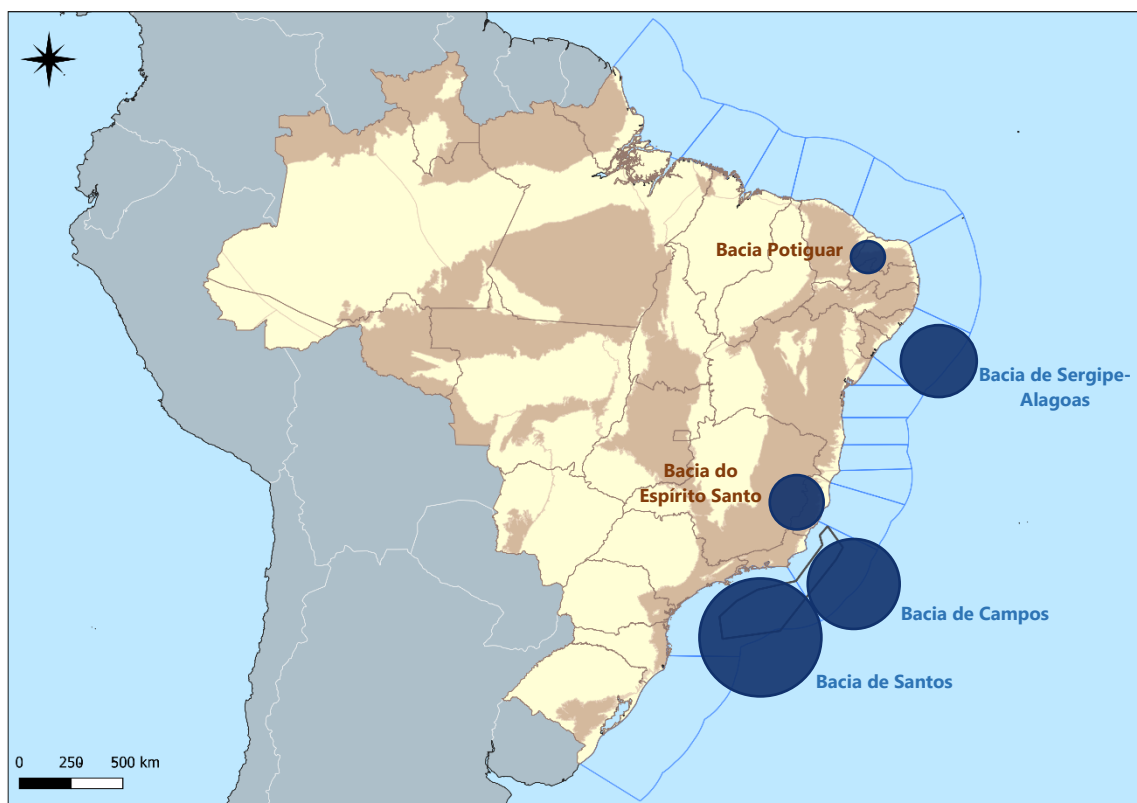 Bacia Potiguar
Bacia de Sergipe-
Alagoas
Bacia do
Espírito Santo
Bacia de Campos
Bacia de Santos
0 250 500 km